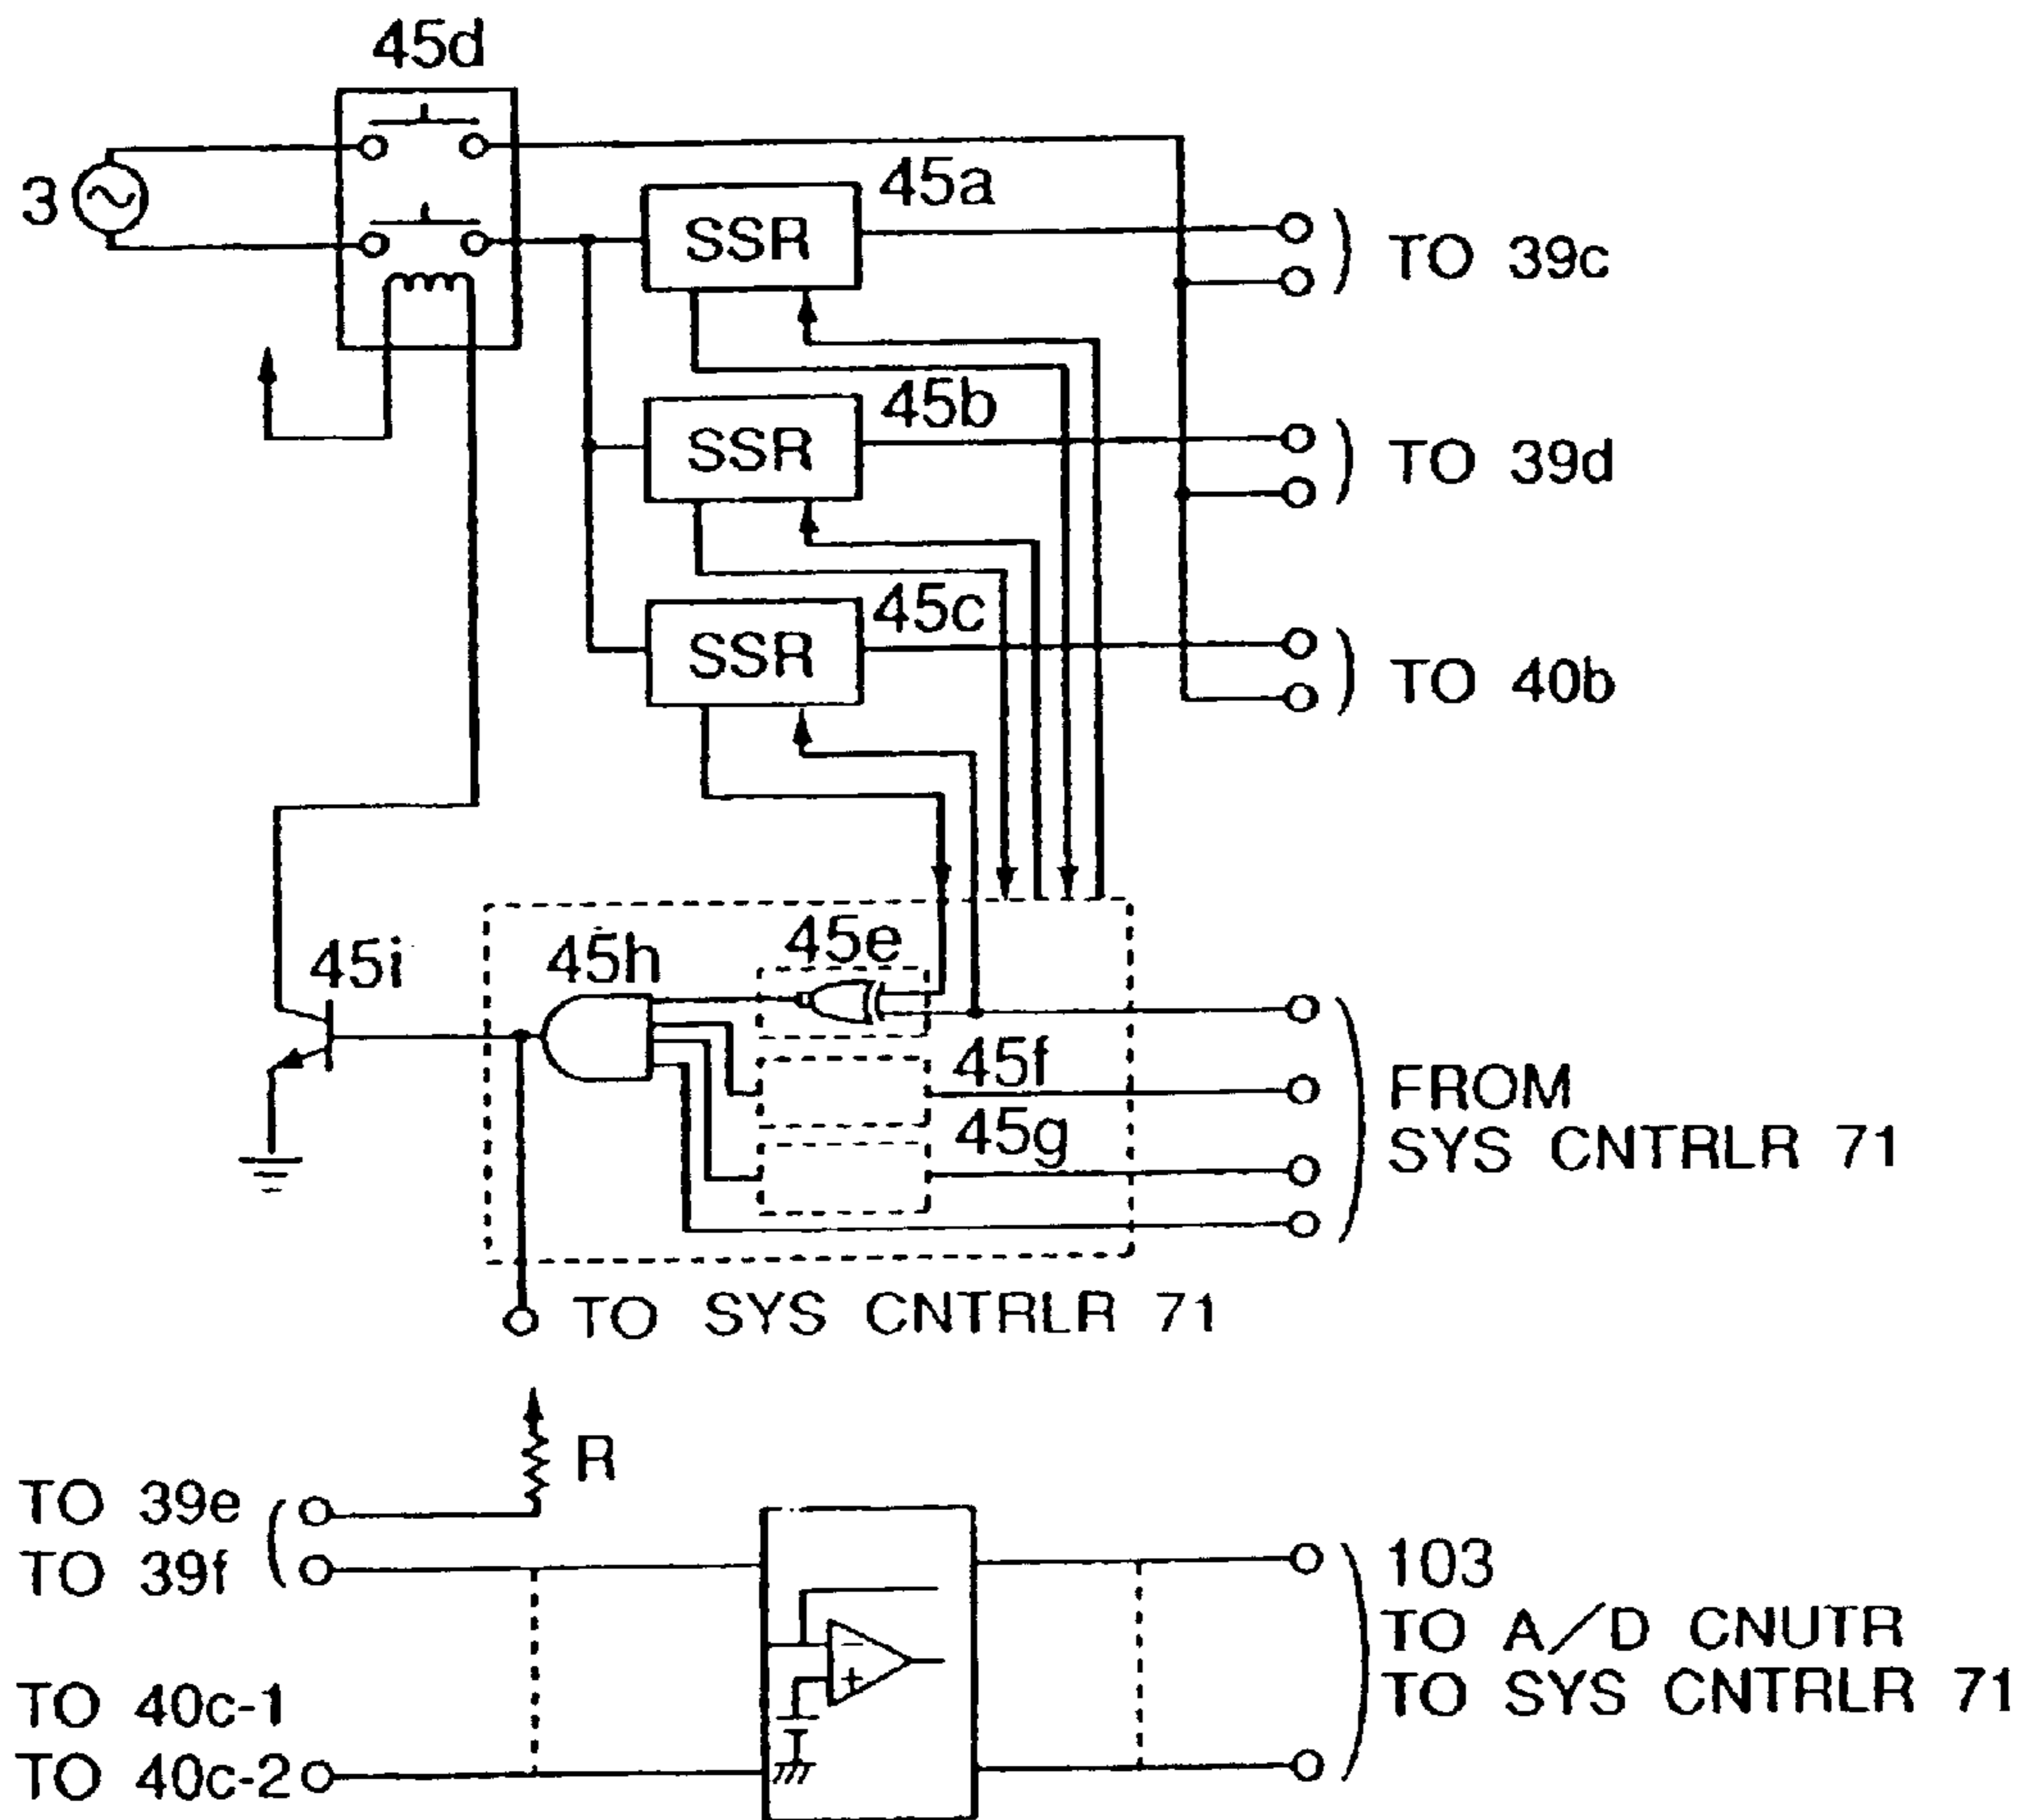 45d
3
45a
SSR
TO 39c
45b
SSR
TO 39d
45c
SSR
TO 40b
45i
45h
45e
45f
45g
FROM
SYS CNTRLR 71
TO SYS CNTRLR 71
R
TO 39e
TO 39f
103
TO A/D CNUTR
TO SYS CNTRLR 71
TO 40c-1
TO 40c-2
- 
+